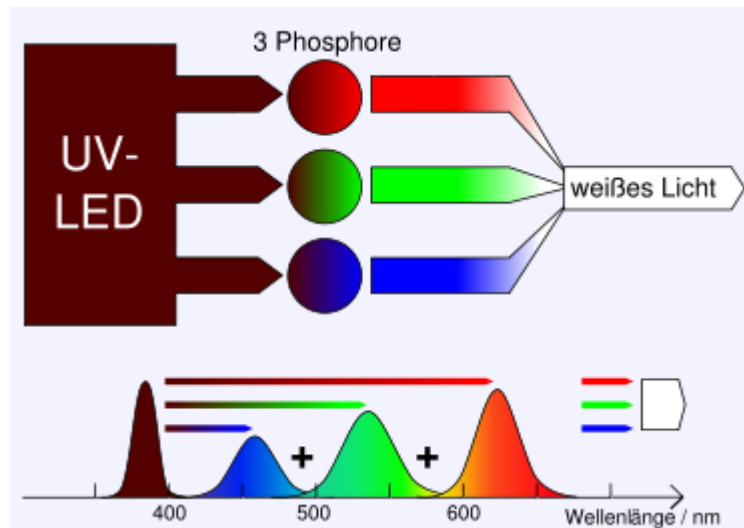 3 Phosphore
UV-
LED
weißes Licht
+ +
400 500 600 Wellenlänge / nm